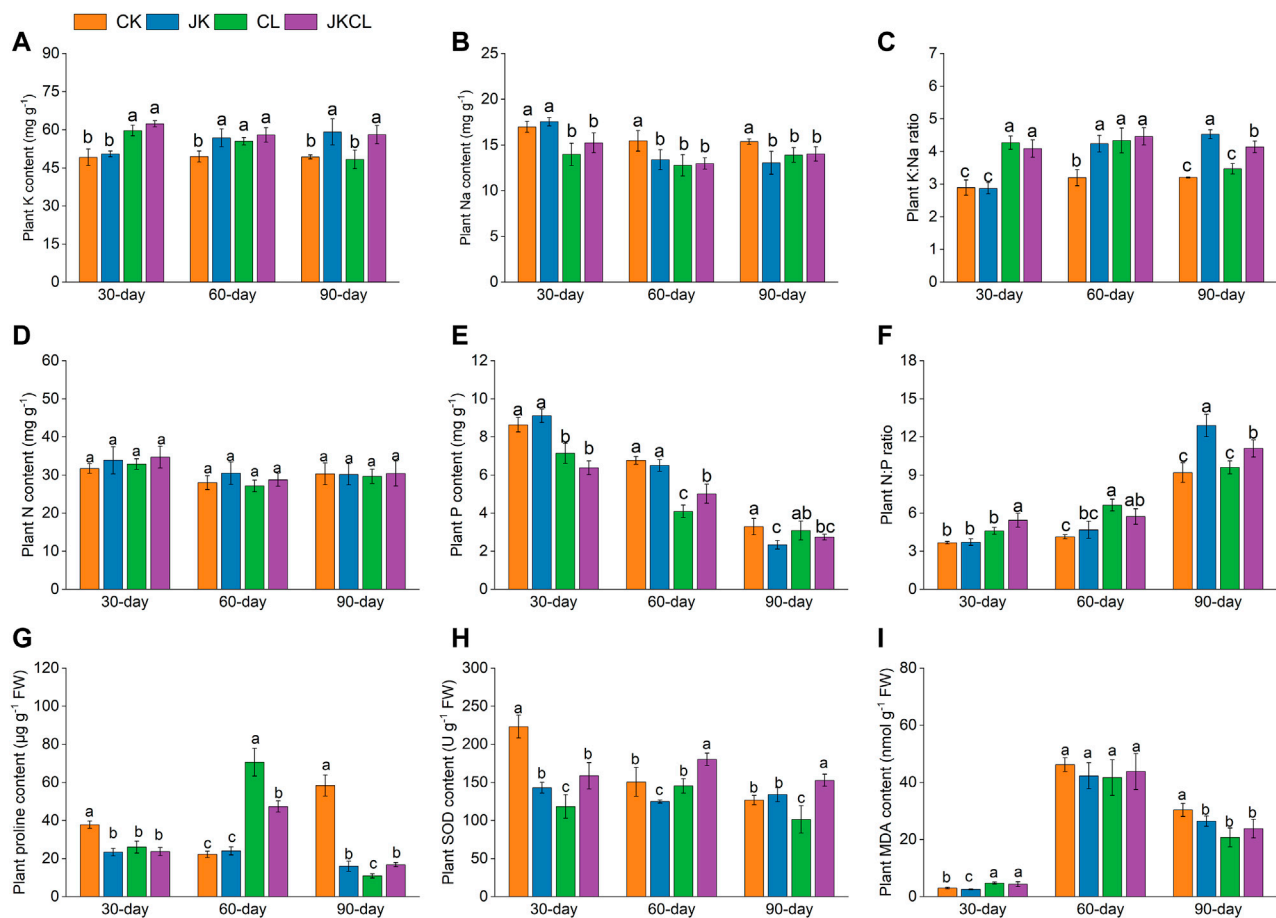 CK JK CL JKCL
A
Plant K content (mg g⁻¹)
90
75
60
45
30
15
0
b b a a
b a a a
b a b a
30-day 60-day 90-day
B
Plant Na content (mg g⁻¹)
25
20
15
10
5
0
a a b b
a b b b
a b b b
30-day 60-day 90-day
C
Plant K:Na ratio
7
6
5
4
3
2
1
0
c c a a
b a a a
c a c b
30-day 60-day 90-day
D
Plant N content (mg g⁻¹)
60
50
40
30
20
10
0
a a a a
a a a a
a a a a
30-day 60-day 90-day
E
Plant P content (mg g⁻¹)
12
10
8
6
4
2
0
a a b b
a a c b
a c ab bc
30-day 60-day 90-day
F
Plant N:P ratio
18
15
12
9
6
3
0
b b b a
c bc a ab
c a c b
30-day 60-day 90-day
G
Plant proline content (µg g⁻¹ FW)
120
100
80
60
40
20
0
a b b b
c c a b
a b c b
30-day 60-day 90-day
H
Plant SOD content (U g⁻¹ FW)
300
250
200
150
100
50
0
a b c b
b c b a
b b c a
30-day 60-day 90-day
I
Plant MDA content (nmol g⁻¹ FW)
80
60
40
20
0
b c a a
a a a a
a b b b
30-day 60-day 90-day